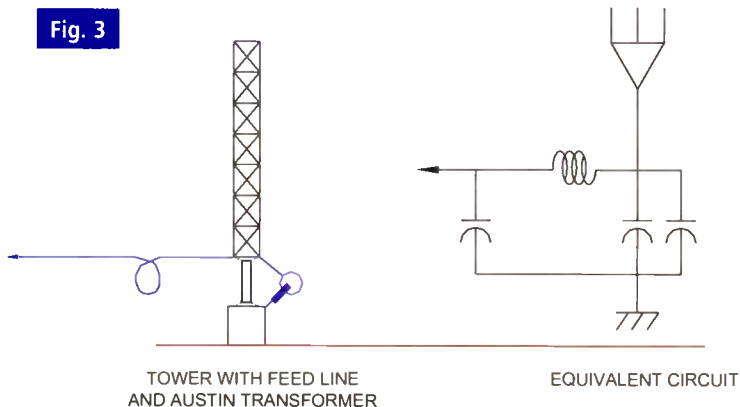 Fig. 3
TOWER WITH FEED LINE
AND AUSTIN TRANSFORMER
EQUIVALENT CIRCUIT